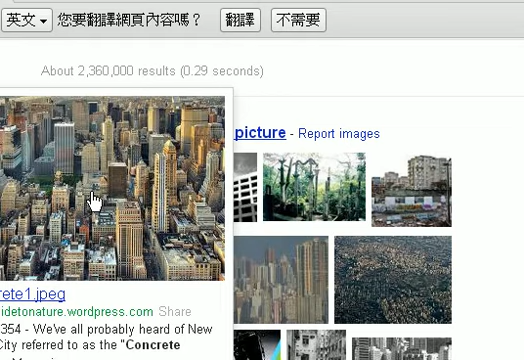 英文 您要翻譯網頁內容嗎？ 翻譯 不需要
About 2,360,000 results (0.29 seconds)
picture - Report images
rete1.jpeg
idetonature.wordpress.com Share
354 - We've all probably heard of New
City referred to as the "Concrete